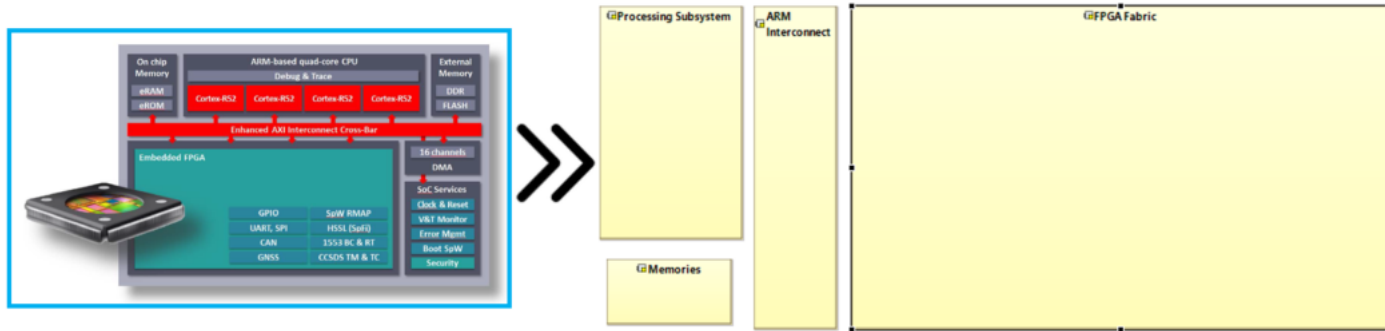 On chip
Memory
eRAM
eROM
ARM-based quad-core CPU
Debug & Trace
Cortex-R52 Cortex-R52 Cortex-R52 Cortex-R52
External
Memory
DDR
FLASH
Enhanced AXI Interconnect Cross-Bar
Embedded FPGA
GPIO
SpW RMAP
UART, SPI
HSSL (SpFi)
CAN
1553 BC & RT
GNSS
CCSDS TM & TC
16 channels
DMA
SoC Services
Clock & Reset
V&T Monitor
Error Mgmt
Boot SpW
Security
Processing Subsystem
Memories
ARM
Interconnect
FPGA Fabric